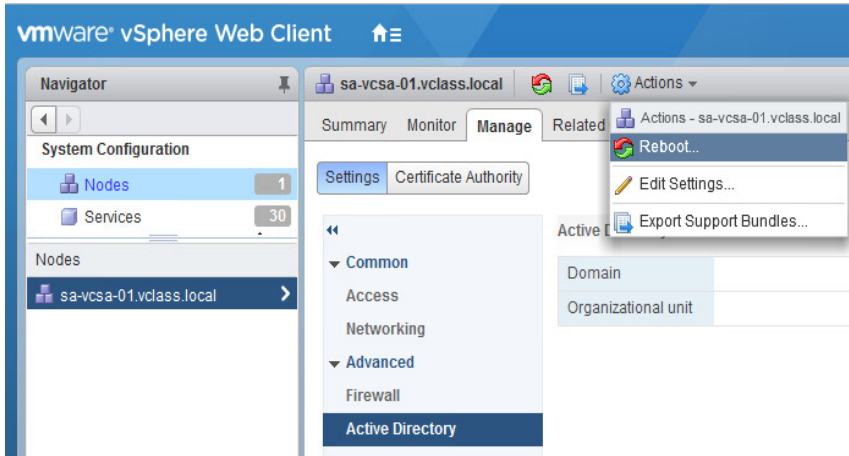 vmware® vSphere Web Client
Navigator
System Configuration
Nodes 1
Services 30
Nodes
sa-vcsa-01.vclass.local
sa-vcsa-01.vclass.local Actions
Summary Monitor Manage Related
Actions - sa-vcsa-01.vclass.local
Reboot...
Edit Settings...
Export Support Bundles...
Settings Certificate Authority
Common
Access
Networking
Advanced
Firewall
Active Directory
Active
Domain
Organizational unit